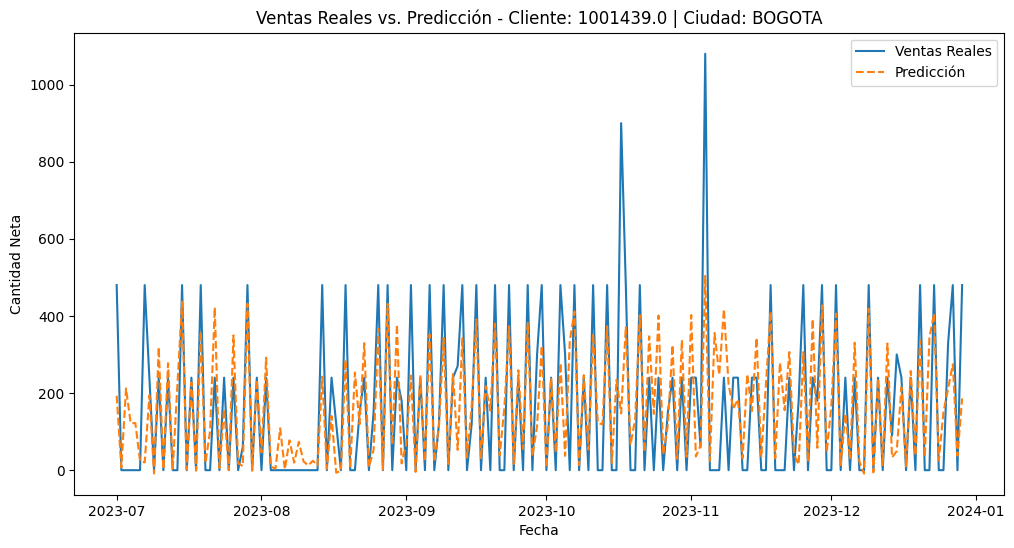 Ventas Reales vs. Predicción - Cliente: 1001439.0 | Ciudad: BOGOTA
Ventas Reales
Predicción
Cantidad Neta
1000
800
600
400
200
0
2023-07
2023-08
2023-09
2023-10
2023-11
2023-12
2024-01
Fecha